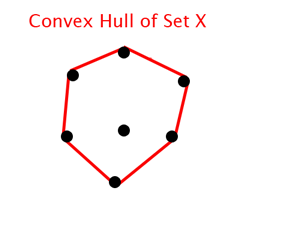 Convex Hull of Set X